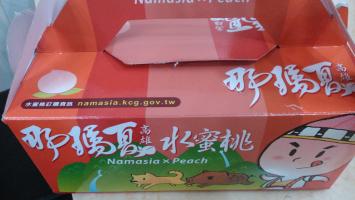 Namasia×Peach
水蜜桃訂購資訊 namasia.kcg.gov.tw
那瑪夏
高雄
那瑪夏 高雄 水蜜桃
Namasia×Peach